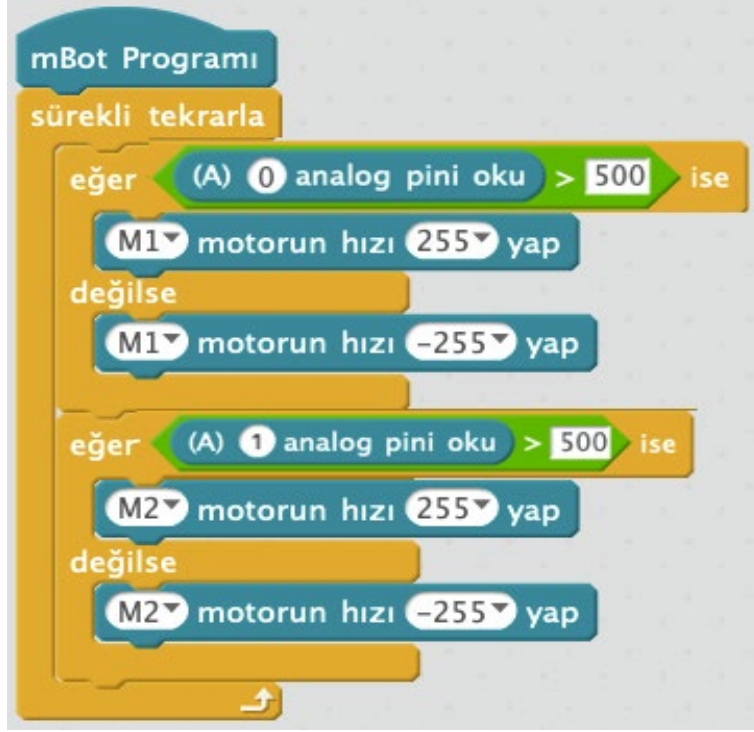 mBot Programı
sürekli tekrarla
eğer (A) 0 analog pini oku > 500 ise
M1 motorun hızı 255 yap
değilse
M1 motorun hızı -255 yap
eğer (A) 1 analog pini oku > 500 ise
M2 motorun hızı 255 yap
değilse
M2 motorun hızı -255 yap